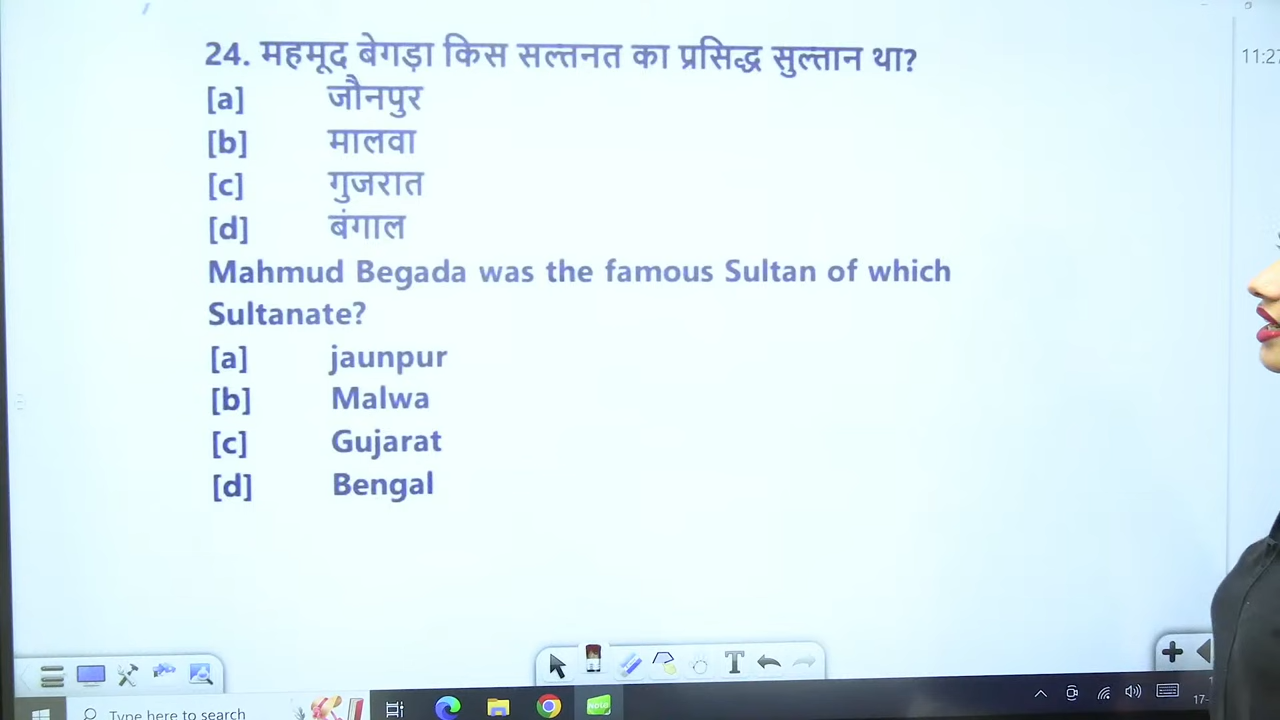 24. महमूद बेगड़ा किस सल्तनत का प्रसिद्ध सुल्तान था?
[a] जौनपुर
[b] मालवा
[c] गुजरात
[d] बंगाल
Mahmud Begada was the famous Sultan of which
Sultanate?
[a] jaunpur
[b] Malwa
[c] Gujarat
[d] Bengal
11:27
T
Type here to search
17-